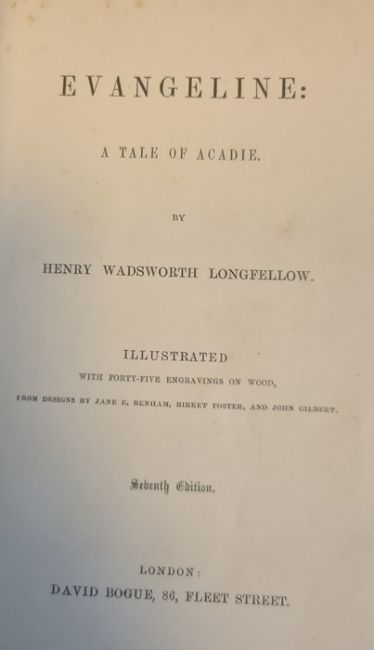 EVANGELINE:
A TALE OF ACADIE.
BY
HENRY WADSWORTH LONGFELLOW.
ILLUSTRATED
WITH FORTY-FIVE ENGRAVINGS ON WOOD,
FROM DESIGNS BY JANE E. BENHAM, BIRKET FOSTER, AND JOHN GILBERT.
Seventh Edition.
LONDON:
DAVID BOGUE, 86, FLEET STREET.